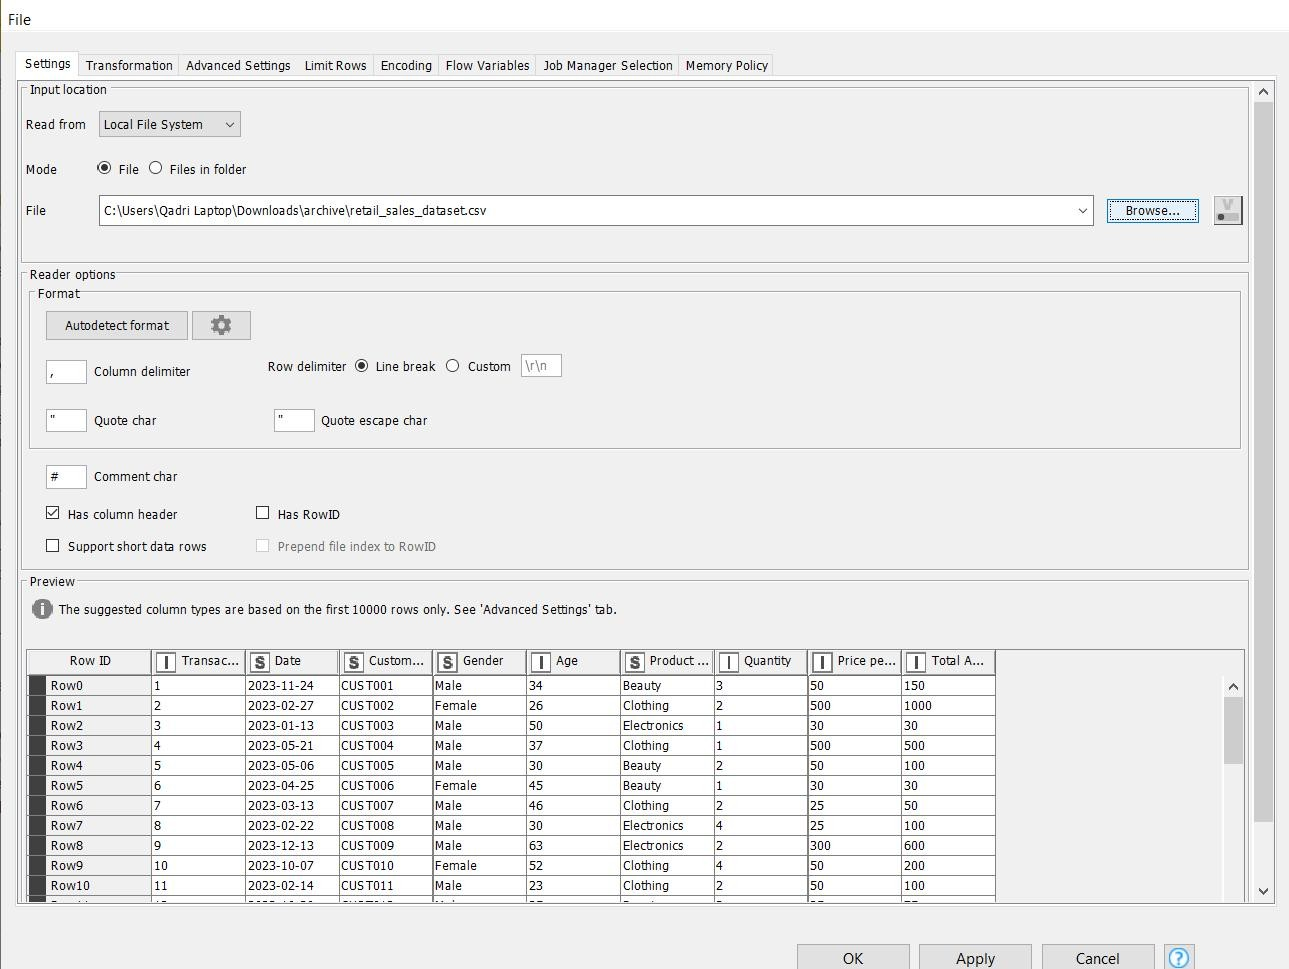 File
Settings Transformation Advanced Settings Limit Rows Encoding Flow Variables Job Manager Selection Memory Policy
Input location
Read from Local File System
Mode File Files in folder
File C:\Users\Qadri Laptop\Downloads\archive\retail_sales_dataset.csv Browse... V
Reader options
Format
Autodetect format
, Column delimiter Row delimiter Line break Custom \r\n
" Quote char " Quote escape char
# Comment char
Has column header Has RowID
Support short data rows Prepend file index to RowID
Preview
i The suggested column types are based on the first 10000 rows only. See 'Advanced Settings' tab.
Row ID I Transac... S Date S Custom... S Gender I Age S Product ... I Quantity I Price pe... I Total A...
Row0 1 2023-11-24 CUST001 Male 34 Beauty 3 50 150
Row1 2 2023-02-27 CUST002 Female 26 Clothing 2 500 1000
Row2 3 2023-01-13 CUST003 Male 50 Electronics 1 30 30
Row3 4 2023-05-21 CUST004 Male 37 Clothing 1 500 500
Row4 5 2023-05-06 CUST005 Male 30 Beauty 2 50 100
Row5 6 2023-04-25 CUST006 Female 45 Beauty 1 30 30
Row6 7 2023-03-13 CUST007 Male 46 Clothing 2 25 50
Row7 8 2023-02-22 CUST008 Male 30 Electronics 4 25 100
Row8 9 2023-12-13 CUST009 Male 63 Electronics 2 300 600
Row9 10 2023-10-07 CUST010 Female 52 Clothing 4 50 200
Row10 11 2023-02-14 CUST011 Male 23 Clothing 2 50 100
OK Apply Cancel ?